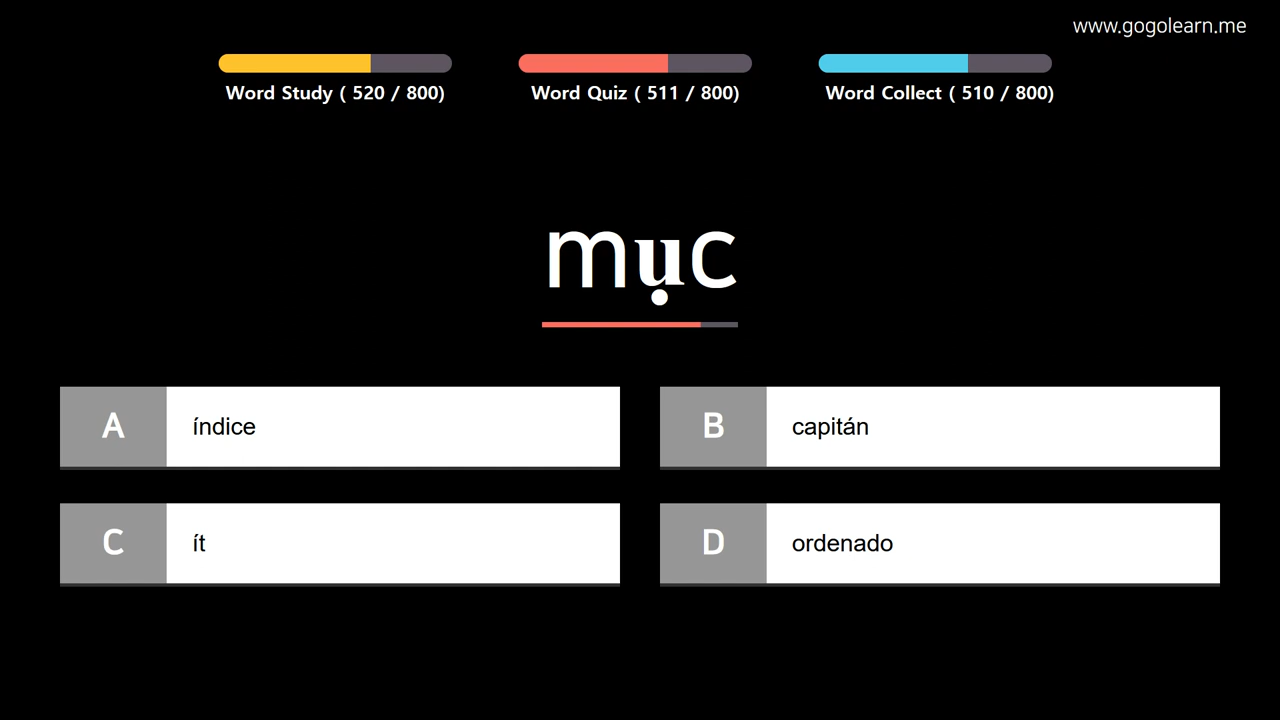 www.gogolearn.me
Word Study ( 520 / 800)
Word Quiz ( 511 / 800)
Word Collect ( 510 / 800)
mục
A índice
B capitán
C ít
D ordenado